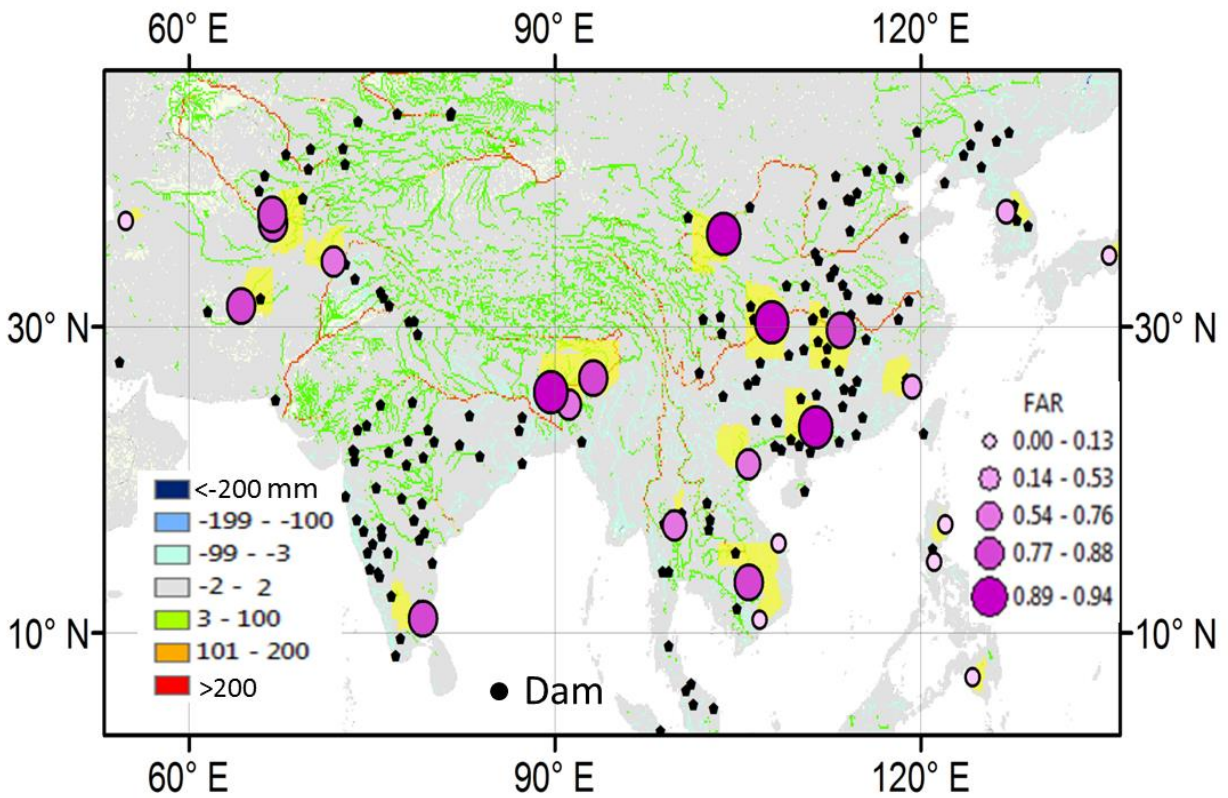 60° E 90° E 120° E
30° N 30° N
FAR
0.00 - 0.13
0.14 - 0.53
0.54 - 0.76
0.77 - 0.88
0.89 - 0.94
<-200 mm
-199 - -100
-99 - -3
-2 - 2
3 - 100
101 - 200
>200
10° N 10° N
Dam
60° E 90° E 120° E